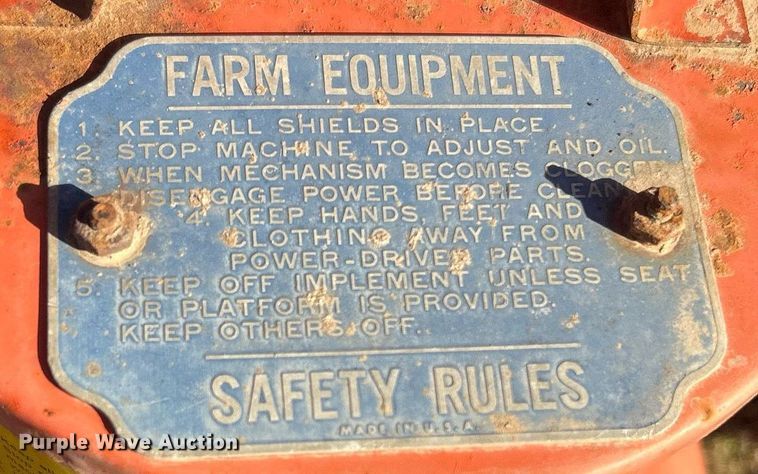 FARM EQUIPMENT
1. KEEP ALL SHIELDS IN PLACE.
2. STOP MACHINE TO ADJUST AND OIL.
3. WHEN MECHANISM BECOMES CLOGGED
DISENGAGE POWER BEFORE
4. KEEP HANDS, FEET AND
CLOTHING AWAY FROM
POWER-DRIVEN PARTS.
5. KEEP OFF IMPLEMENT UNLESS SEAT
OR PLATFORM IS PROVIDED.
KEEP OTHERS OFF.
SAFETY RULES
MADE IN U.S.A.
Purple Wave Auction